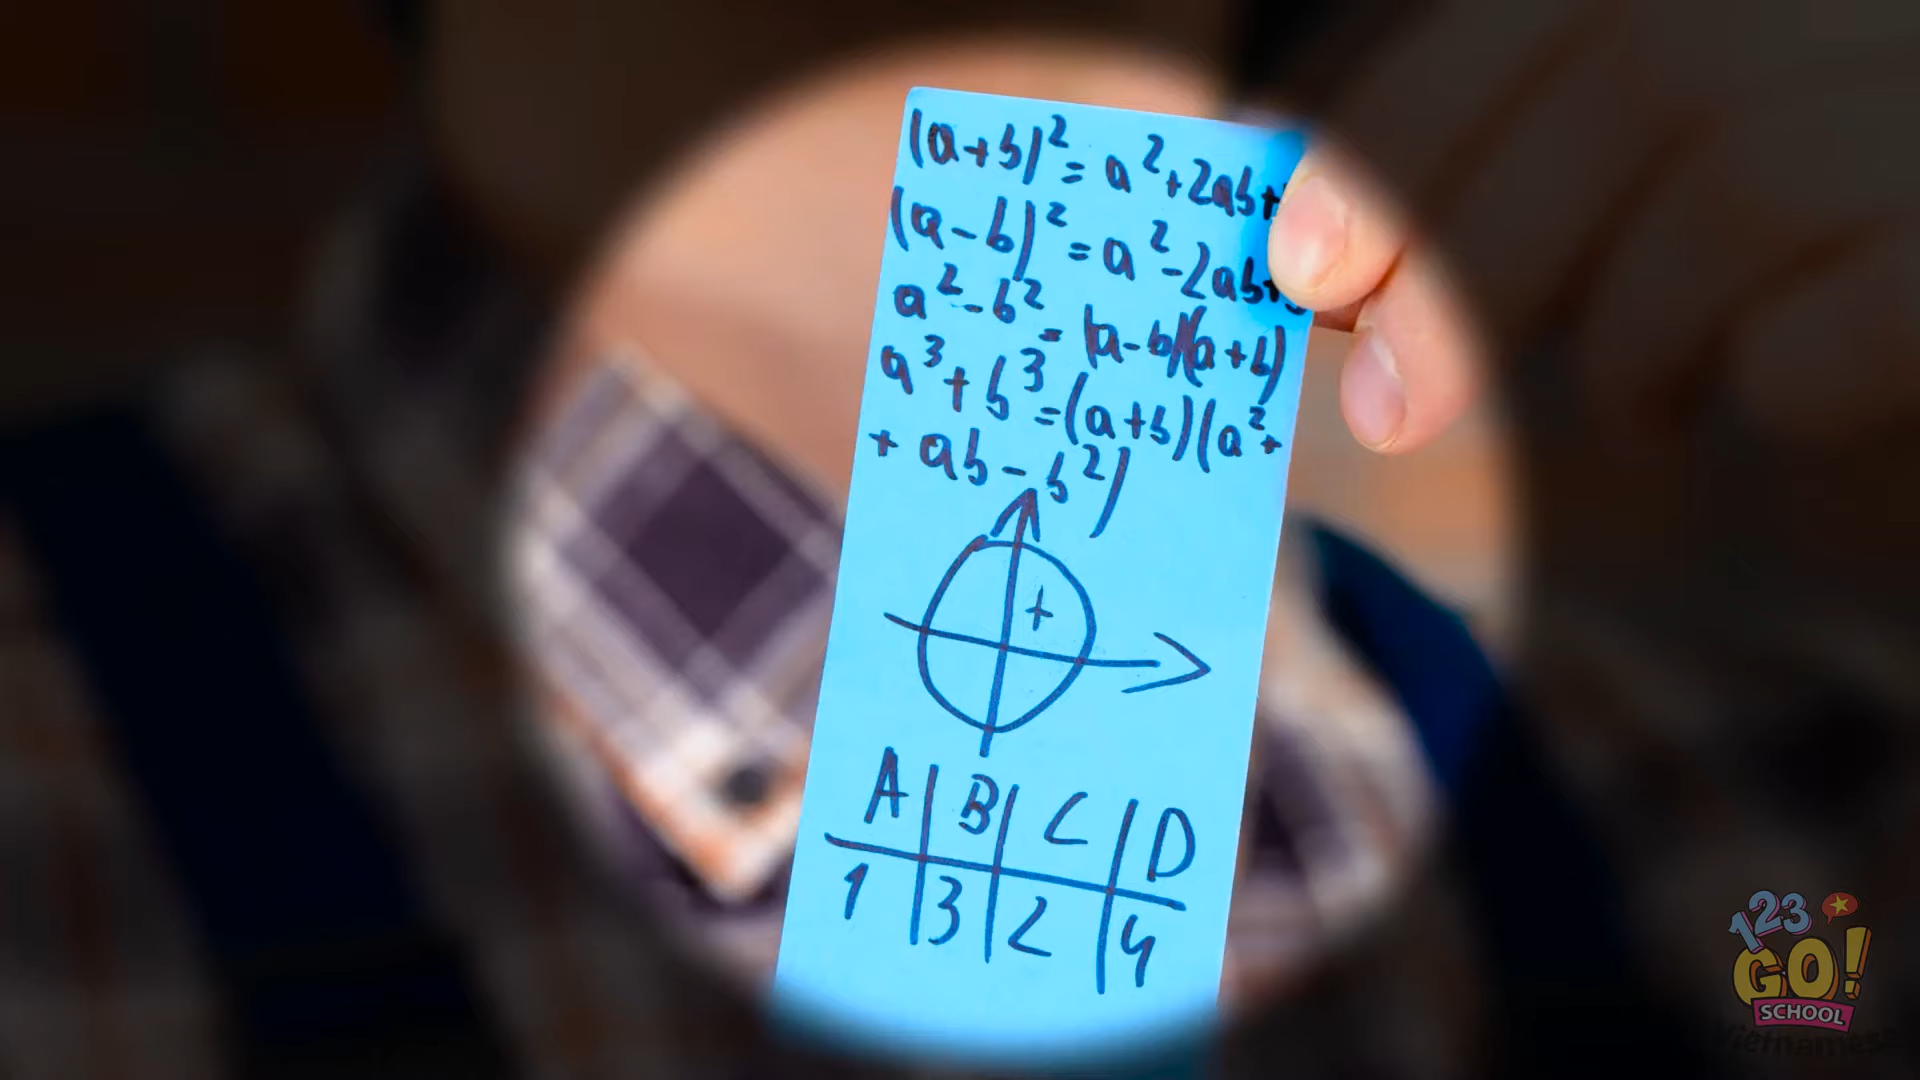 (a+b)² = a²+2ab+
(a-b)² = a²-2ab+
a²-b² = (a-b)(a+b)
a³+b³=(a+b)(a²+
+ ab-b²)
+
A B C D
1 3 2 4
123
GO!
SCHOOL
Vietnamese